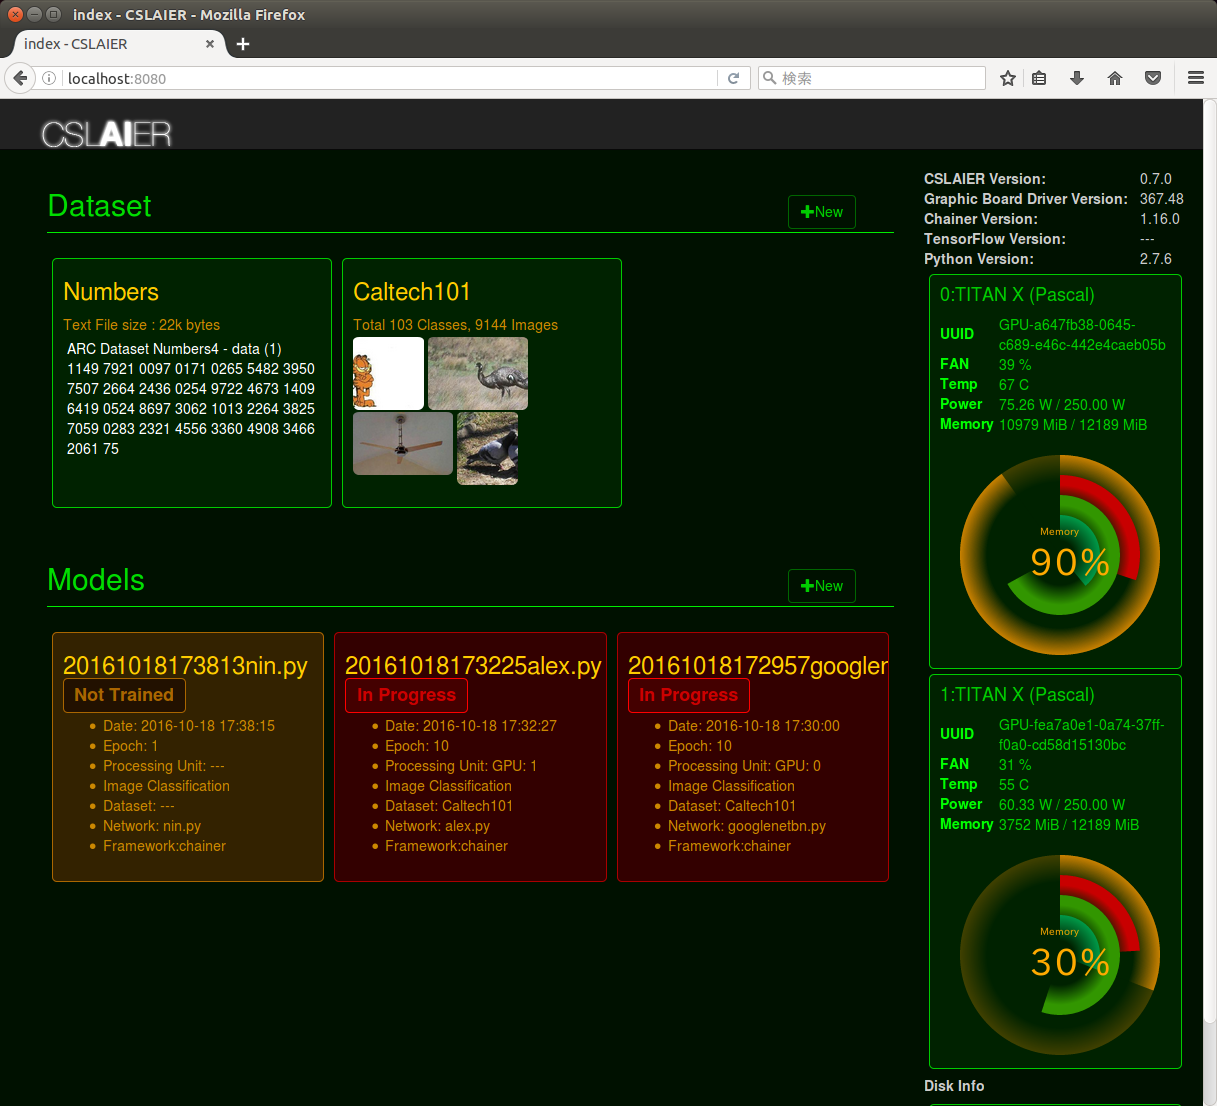 index - CSLAIER - Mozilla Firefox
index - CSLAIER
localhost:8080
検索
CSLAIER
Dataset
New
Numbers
Text File size : 22k bytes
ARC Dataset Numbers4 - data (1)
1149 7921 0097 0171 0265 5482 3950
7507 2664 2436 0254 9722 4673 1409
6419 0524 8697 3062 1013 2264 3825
7059 0283 2321 4556 3360 4908 3466
2061 75
Caltech101
Total 103 Classes, 9144 Images
Models
New
20161018173813nin.py
Not Trained
Date: 2016-10-18 17:38:15
Epoch: 1
Processing Unit: ---
Image Classification
Dataset: ---
Network: nin.py
Framework:chainer
20161018173225alex.py
In Progress
Date: 2016-10-18 17:32:27
Epoch: 10
Processing Unit: GPU: 1
Image Classification
Dataset: Caltech101
Network: alex.py
Framework:chainer
20161018172957googler
In Progress
Date: 2016-10-18 17:30:00
Epoch: 10
Processing Unit: GPU: 0
Image Classification
Dataset: Caltech101
Network: googlenetbn.py
Framework:chainer
CSLAIER Version: 0.7.0
Graphic Board Driver Version: 367.48
Chainer Version: 1.16.0
TensorFlow Version: ---
Python Version: 2.7.6
0:TITAN X (Pascal)
UUID GPU-a647fb38-0645-
c689-e46c-442e4caeb05b
FAN 39 %
Temp 67 C
Power 75.26 W / 250.00 W
Memory 10979 MiB / 12189 MiB
Memory
90%
1:TITAN X (Pascal)
UUID GPU-fea7a0e1-0a74-37ff-
f0a0-cd58d15130bc
FAN 31 %
Temp 55 C
Power 60.33 W / 250.00 W
Memory 3752 MiB / 12189 MiB
Memory
30%
Disk Info